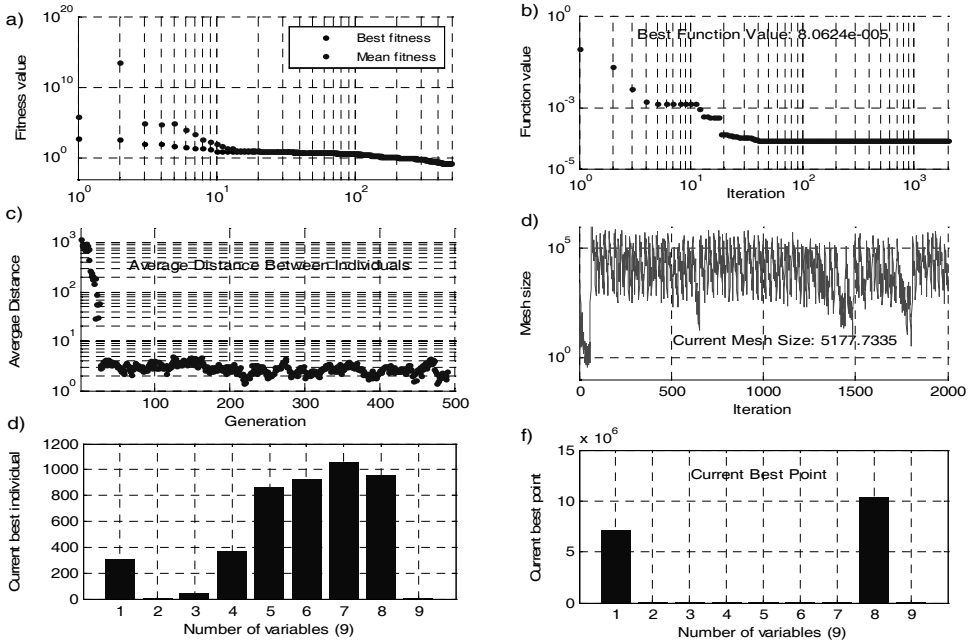 a)
10^20
10^10
10^0
Fitness value
Best fitness
Mean fitness
10^0
10^1
10^2
b)
10^0
10^-3
10^-5
Function value
Best Function Value: 8.0624e-005
10^0
10^1
10^2
10^3
Iteration
c)
10^3
10^2
10^1
10^0
Avergae Distance
Average Distance Between Individuals
100
200
300
400
500
Generation
d)
10^5
10^0
Mesh size
Current Mesh Size: 5177.7335
0
500
1000
1500
2000
Iteration
d)
1200
1000
800
600
400
200
0
Current best individual
1 2 3 4 5 6 7 8 9
Number of variables (9)
f)
x 10^6
15
10
5
0
Current best point
Current Best Point
1 2 3 4 5 6 7 8 9
Number of variables (9)